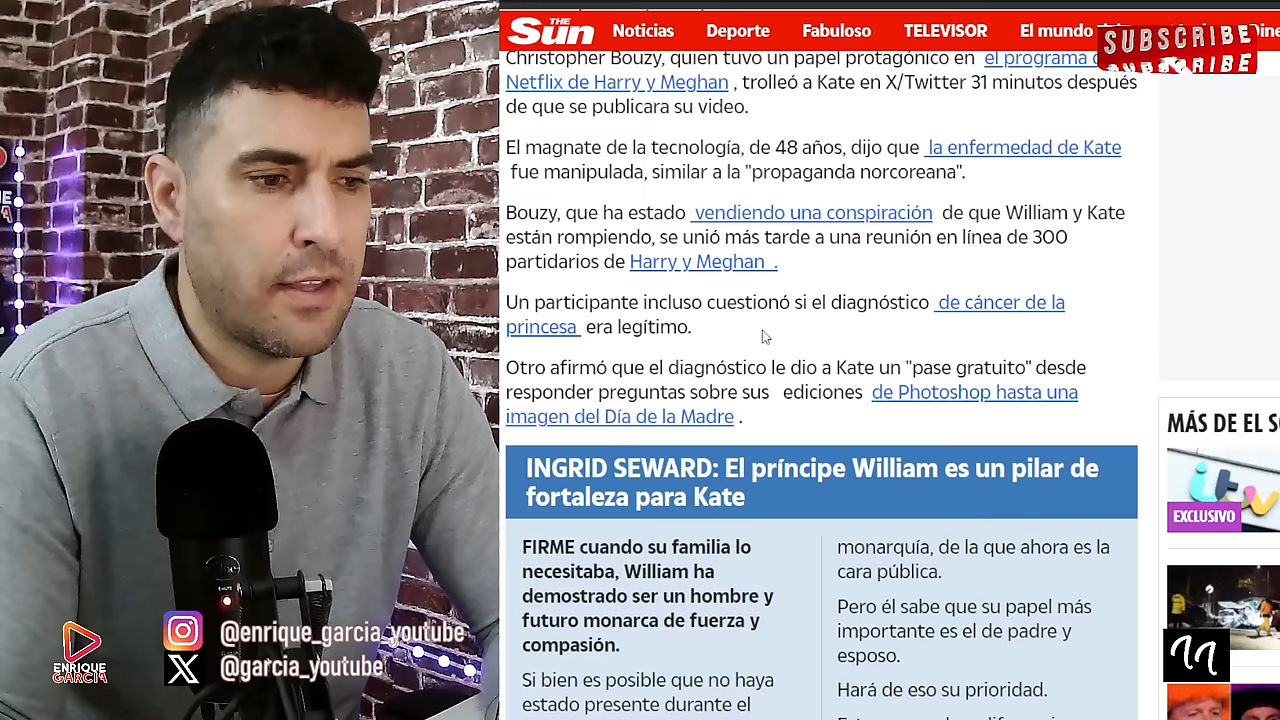 THE
Sun
Noticias
Deporte
Fabuloso
TELEVISOR
El mundo
SUBSCRIBE
Christopher Bouzy, quien tuvo un papel protagónico en el programa
Netflix de Harry y Meghan , trolleó a Kate en X/Twitter 31 minutos después
de que se publicara su video.
El magnate de la tecnología, de 48 años, dijo que la enfermedad de Kate
fue manipulada, similar a la "propaganda norcoreana".
Bouzy, que ha estado vendiendo una conspiración de que William y Kate
están rompiendo, se unió más tarde a una reunión en línea de 300
partidarios de Harry y Meghan .
Un participante incluso cuestionó si el diagnóstico de cáncer de la
princesa era legítimo.
Otro afirmó que el diagnóstico le dio a Kate un "pase gratuito" desde
responder preguntas sobre sus ediciones de Photoshop hasta una
imagen del Día de la Madre .
INGRID SEWARD: El príncipe William es un pilar de
fortaleza para Kate
FIRME cuando su familia lo
necesitaba, William ha
demostrado ser un hombre y
futuro monarca de fuerza y
compasión.
Si bien es posible que no haya
estado presente durante el
monarquía, de la que ahora es la
cara pública.
Pero él sabe que su papel más
importante es el de padre y
esposo.
Hará de eso su prioridad.
MÁS DE EL
itv
EXCLUSIVO
ENRIQUE
GARCIA
@enrique_garcia_youtube
@garcia_youtube